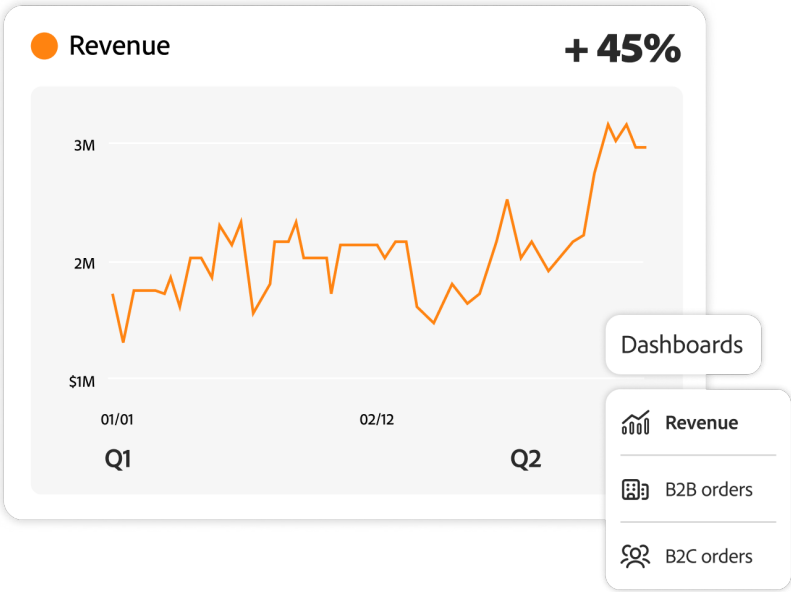 Revenue
+ 45%
3M
2M
$1M
01/01
02/12
Q1
Q2
Dashboards
Revenue
B2B orders
B2C orders